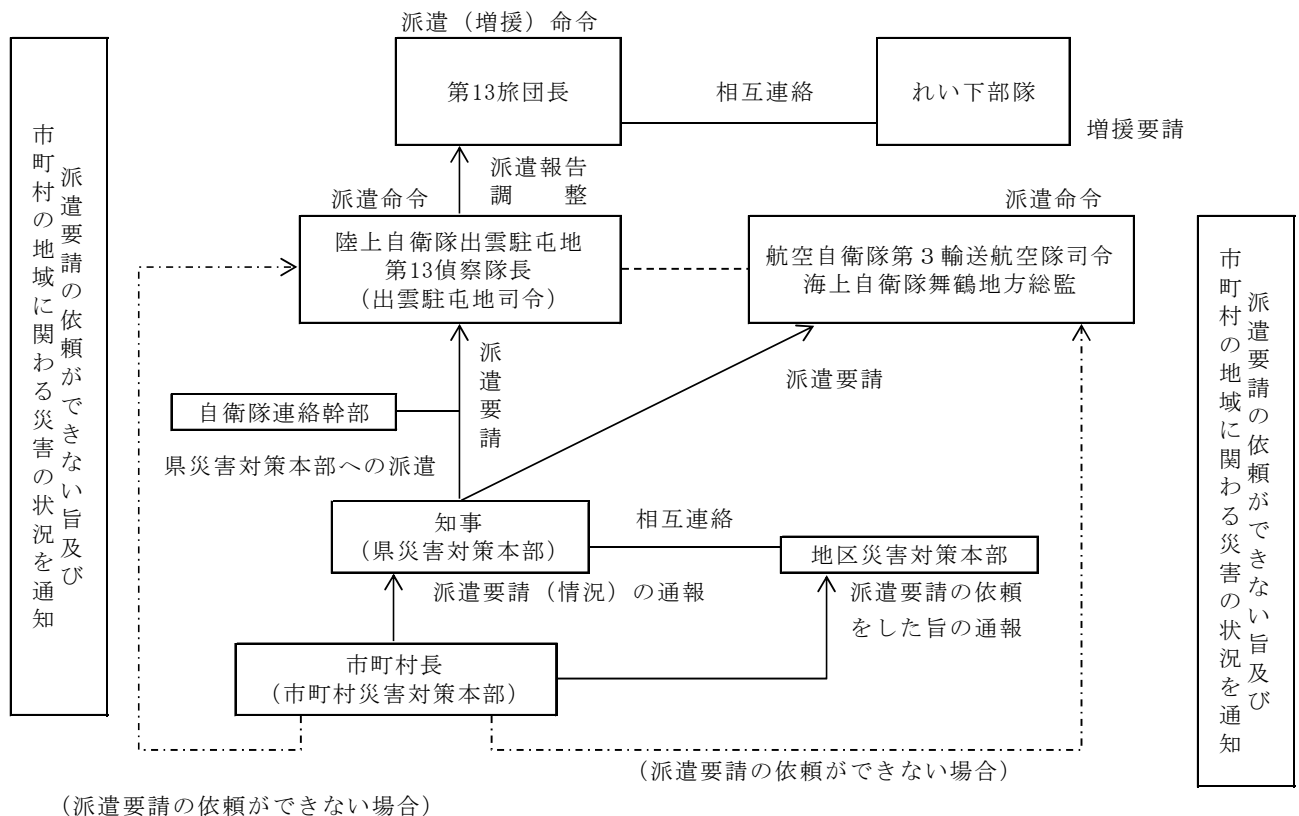 派遣（増援）命令
第13旅団長
相互連絡
れい下部隊
増援要請
派遣要請の依頼ができない旨及び
市町村の地域に関わる災害の状況を通知
派遣報告
調　　整
派遣命令
派遣命令
陸上自衛隊出雲駐屯地
第13偵察隊長
（出雲駐屯地司令）
航空自衛隊第３輸送航空隊司令
海上自衛隊舞鶴地方総監
派遣要請の依頼ができない旨及び
市町村の地域に関わる災害の状況を通知
派遣要請
派遣要請
自衛隊連絡幹部
県災害対策本部への派遣
知事
（県災害対策本部）
相互連絡
地区災害対策本部
派遣要請（情況）の通報
派遣要請の依頼
をした旨の通報
市町村長
（市町村災害対策本部）
（派遣要請の依頼ができない場合）
（派遣要請の依頼ができない場合）